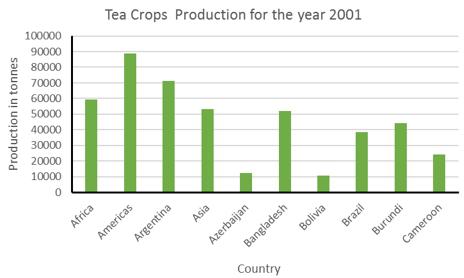 Tea Crops  Production for the year 2001
Production in tonnes
100000
90000
80000
70000
60000
50000
40000
30000
20000
10000
0
Africa
Americas
Argentina
Asia
Azerbaijan
Bangladesh
Bolivia
Brazil
Burundi
Cameroon
Country